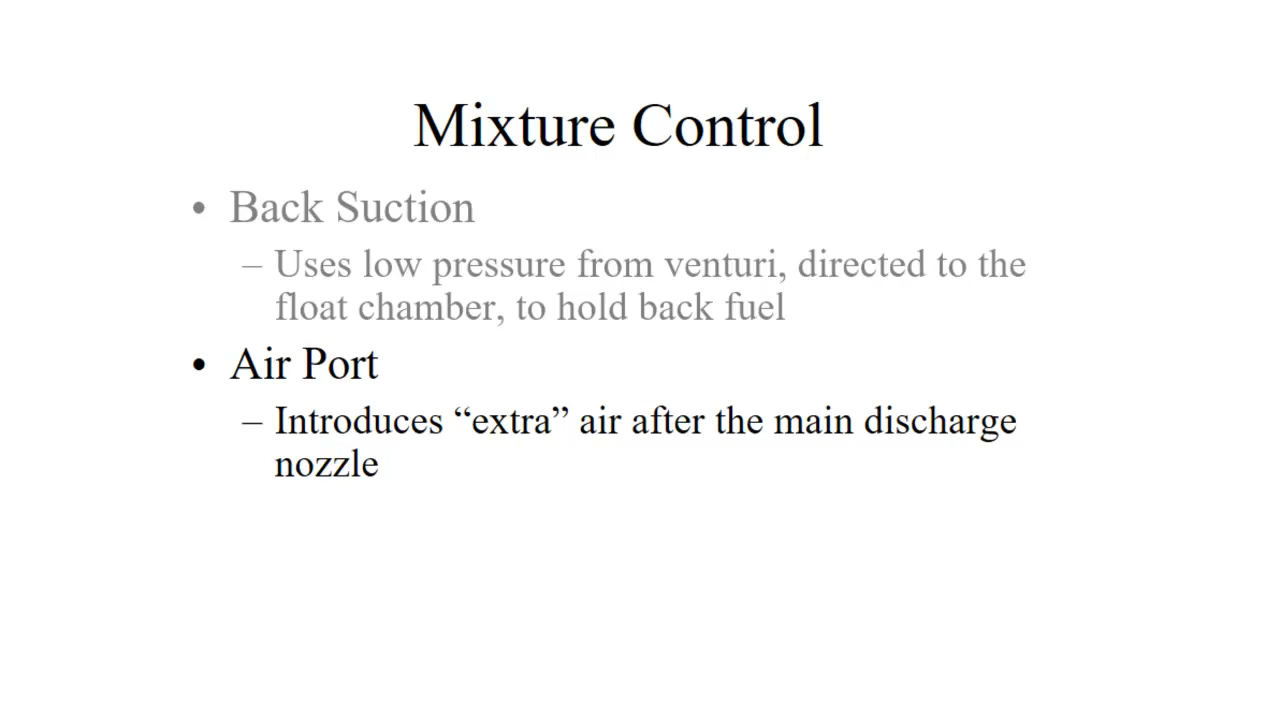 Mixture Control
• Back Suction
– Uses low pressure from venturi, directed to the
float chamber, to hold back fuel
• Air Port
– Introduces “extra” air after the main discharge
nozzle